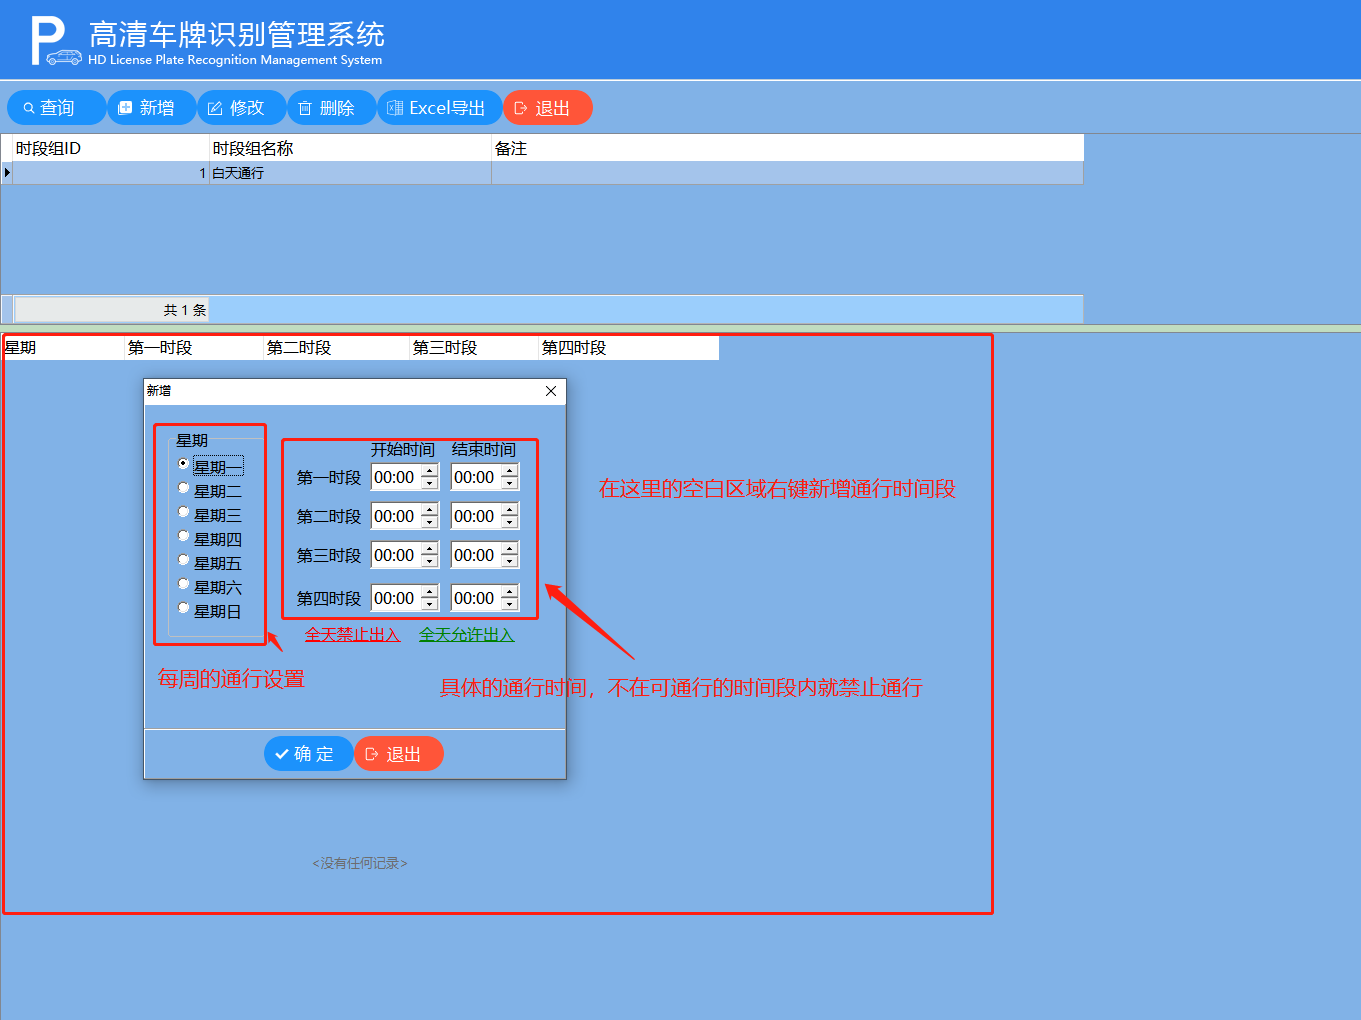 高清车牌识别管理系统
HD License Plate Recognition Management System
查询 新增 修改 删除 Excel导出 退出
时段组ID 时段组名称 备注
1 白天通行
共 1 条
星期 第一时段 第二时段 第三时段 第四时段
新增
星期
星期一
星期二
星期三
星期四
星期五
星期六
星期日
开始时间 结束时间
第一时段 00:00 00:00
第二时段 00:00 00:00
第三时段 00:00 00:00
第四时段 00:00 00:00
全天禁止出入 全天允许出入
在这里的空白区域右键新增通行时间段
每周的通行设置
具体的通行时间，不在可通行的时间段内就禁止通行
确 定 退出
<没有任何记录>